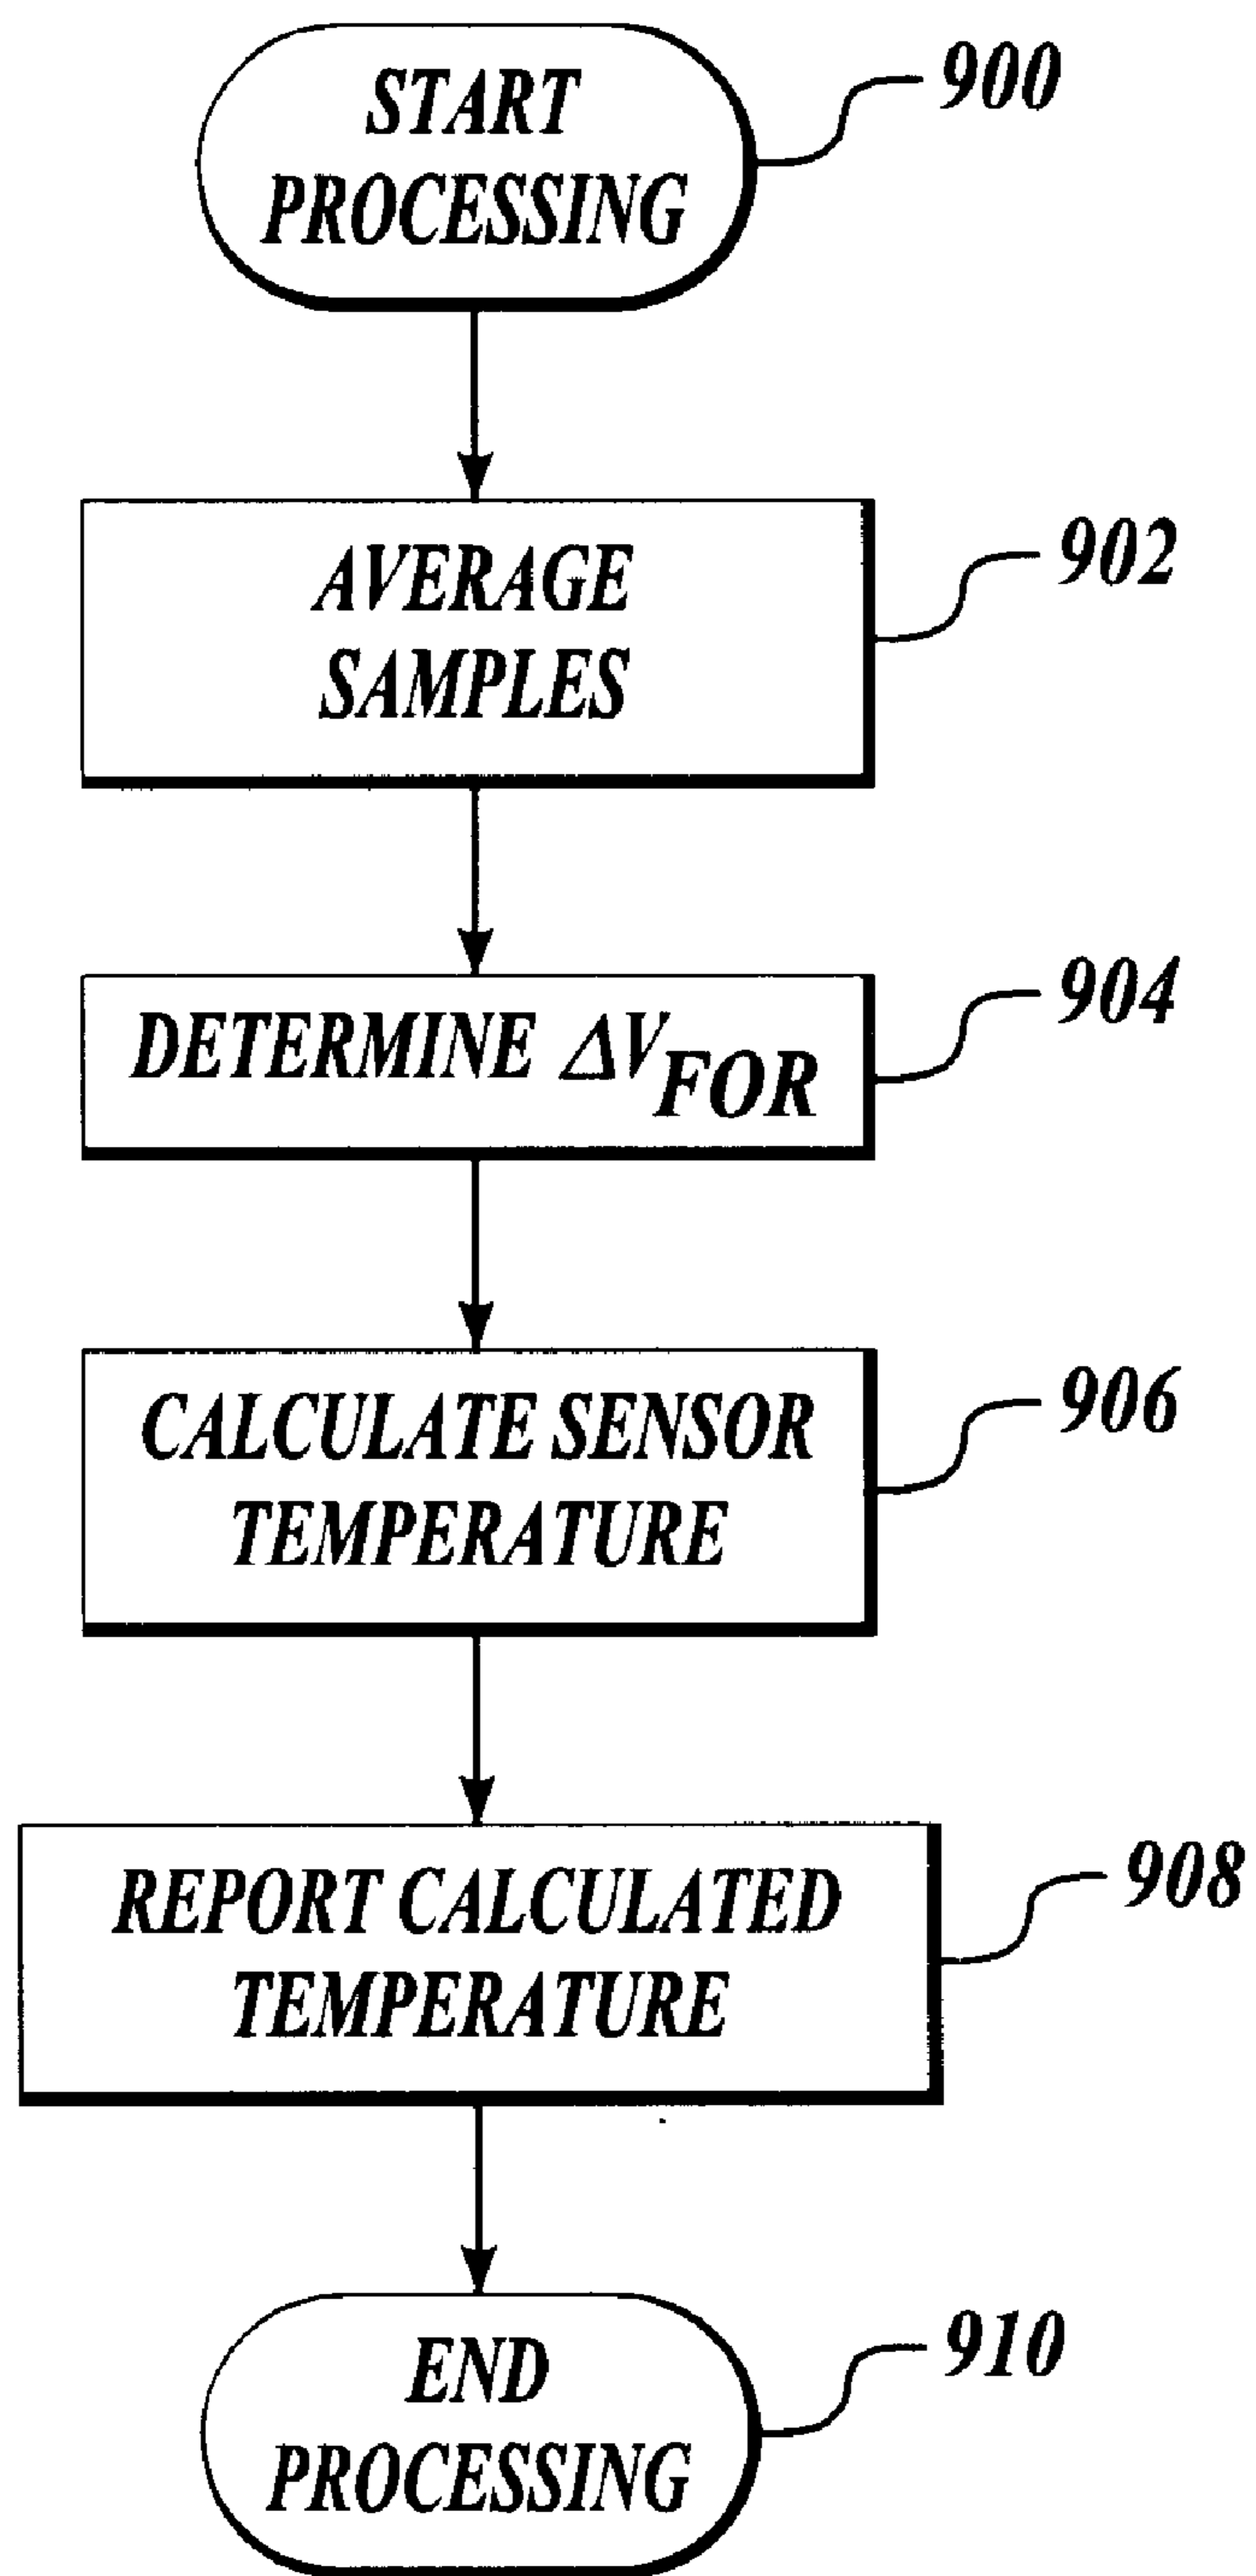 START
PROCESSING
900
AVERAGE
SAMPLES
902
DETERMINE ΔV_FOR
904
CALCULATE SENSOR
TEMPERATURE
906
REPORT CALCULATED
TEMPERATURE
908
END
PROCESSING
910